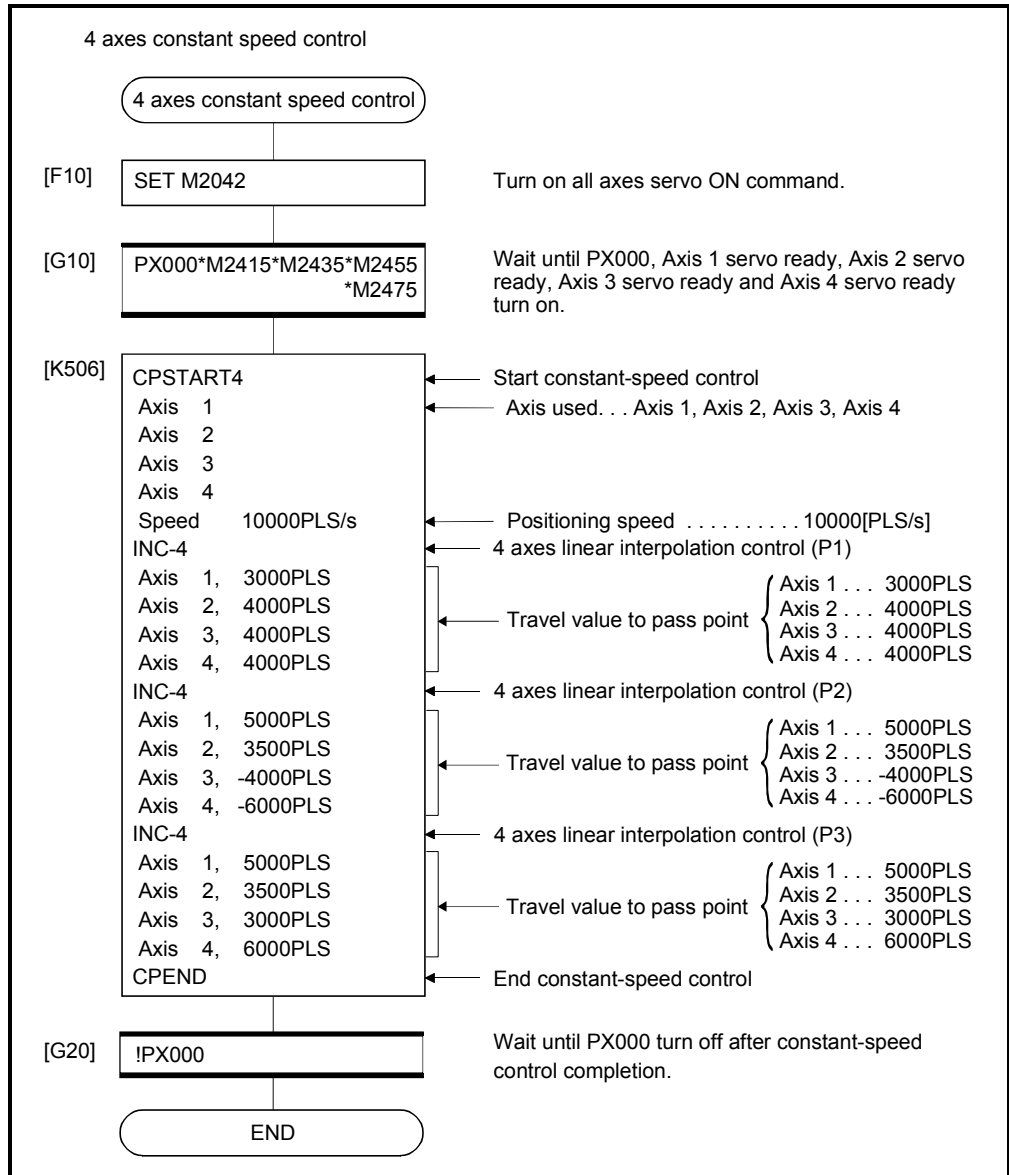 4 axes constant speed control
4 axes constant speed control
[F10]
SET M2042
Turn on all axes servo ON command.
[G10]
PX000*M2415*M2435*M2455
*M2475
Wait until PX000, Axis 1 servo ready, Axis 2 servo
ready, Axis 3 servo ready and Axis 4 servo ready
turn on.
[K506]
CPSTART4
Start constant-speed control
Axis 1
Axis used. . . Axis 1, Axis 2, Axis 3, Axis 4
Axis 2
Axis 3
Axis 4
Speed 10000PLS/s
Positioning speed . . . . . . . . . . 10000[PLS/s]
INC-4
4 axes linear interpolation control (P1)
Axis 1, 3000PLS
Axis 2, 4000PLS
Axis 3, 4000PLS
Axis 4, 4000PLS
Travel value to pass point
Axis 1 . . . 3000PLS
Axis 2 . . . 4000PLS
Axis 3 . . . 4000PLS
Axis 4 . . . 4000PLS
INC-4
4 axes linear interpolation control (P2)
Axis 1, 5000PLS
Axis 2, 3500PLS
Axis 3, -4000PLS
Axis 4, -6000PLS
Travel value to pass point
Axis 1 . . . 5000PLS
Axis 2 . . . 3500PLS
Axis 3 . . . -4000PLS
Axis 4 . . . -6000PLS
INC-4
4 axes linear interpolation control (P3)
Axis 1, 5000PLS
Axis 2, 3500PLS
Axis 3, 3000PLS
Axis 4, 6000PLS
Travel value to pass point
Axis 1 . . . 5000PLS
Axis 2 . . . 3500PLS
Axis 3 . . . 3000PLS
Axis 4 . . . 6000PLS
CPEND
End constant-speed control
[G20]
!PX000
Wait until PX000 turn off after constant-speed
control completion.
END